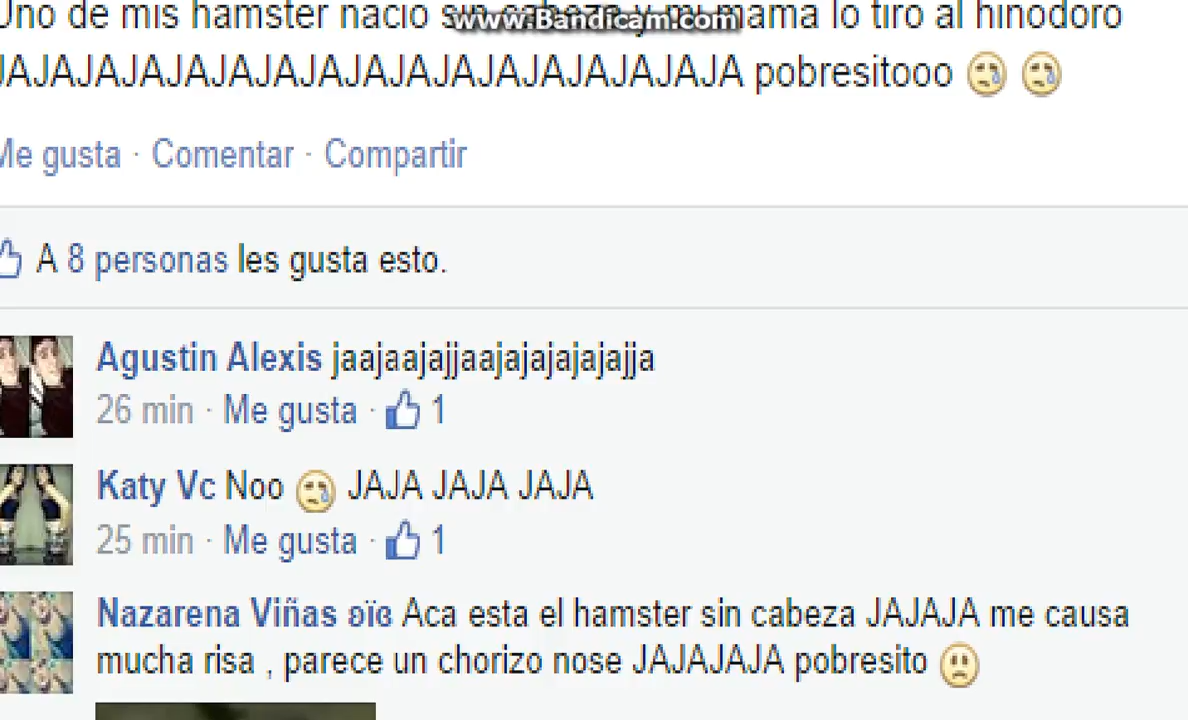 Uno de mis hamster nacio sin cabeza y mi mama lo tiro al hinodoro
www.Bandicam.com
JAJAJAJAJAJAJAJAJAJAJAJAJAJAJAJAJA pobresitooo
Me gusta · Comentar · Compartir
A 8 personas les gusta esto.
Agustin Alexis jaajaajajjaajajajajajajja
26 min · Me gusta · 1
Katy Vc Noo JAJA JAJA JAJA
25 min · Me gusta · 1
Nazarena Viñas ʚïɞ Aca esta el hamster sin cabeza JAJAJA me causa
mucha risa , parece un chorizo nose JAJAJAJA pobresito